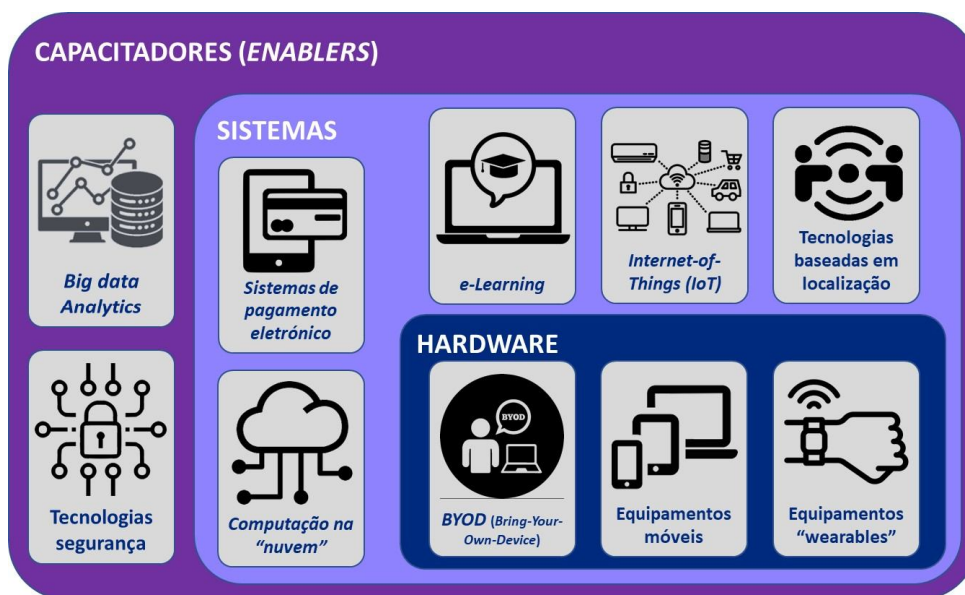 CAPACITADORES (ENABLERS)
Big data
Analytics
Tecnologias
segurança
SISTEMAS
Sistemas de
pagamento
eletrónico
Computação na
“nuvem”
e-Learning
Internet-of-
Things (IoT)
Tecnologias
baseadas em
localização
HARDWARE
BYOD
BYOD (Bring-Your-
Own-Device)
Equipamentos
móveis
Equipamentos
“wearables”